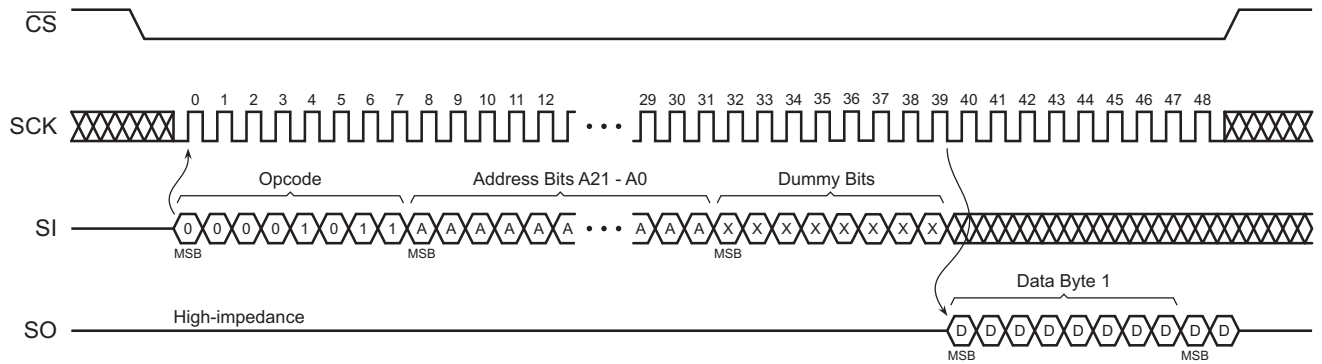 CS
SCK
0 1 2 3 4 5 6 7 8 9 10 11 12 29 30 31 32 33 34 35 36 37 38 39 40 41 42 43 44 45 46 47 48
Opcode Address Bits A21 - A0 Dummy Bits
SI
0 0 0 0 1 0 1 1 A A A A A A A A A X X X X X X X X
MSB MSB MSB
Data Byte 1
High-impedance
SO
D D D D D D D D D D
MSB MSB